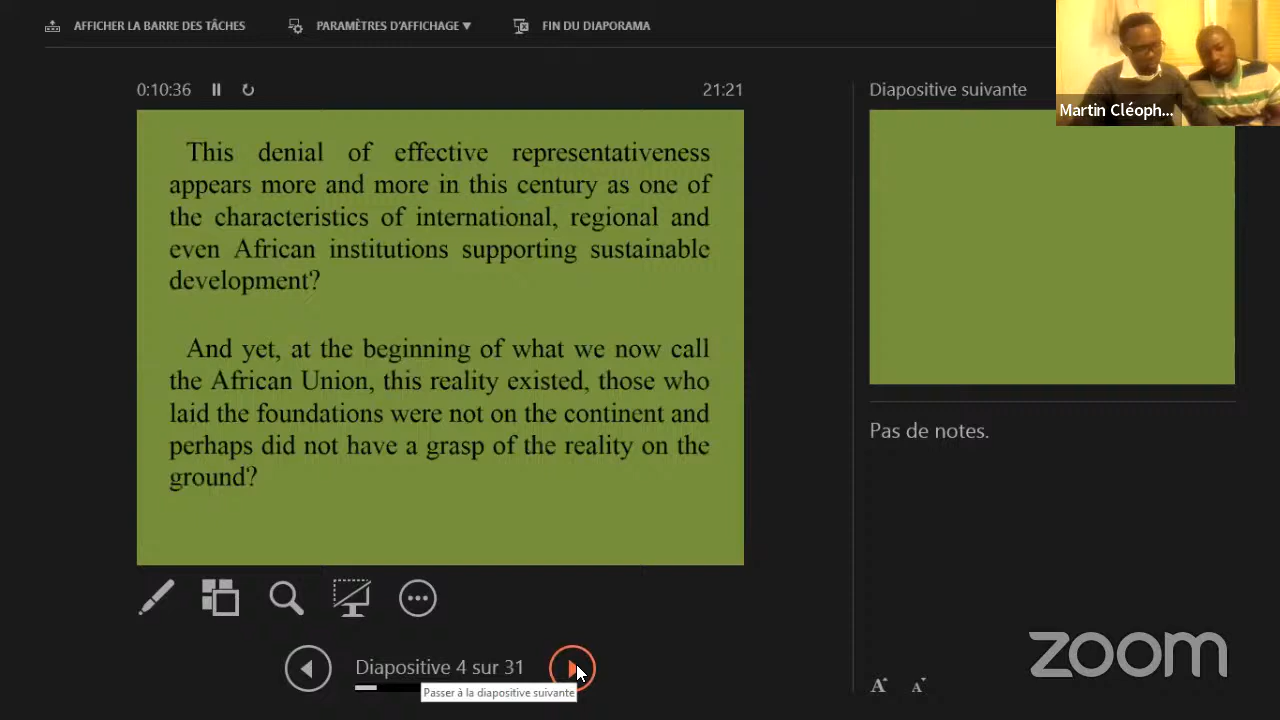 AFFICHER LA BARRE DES TÂCHES
PARAMÈTRES D'AFFICHAGE
FIN DU DIAPORAMA
0:10:36
21:21
This denial of effective representativeness
appears more and more in this century as one of
the characteristics of international, regional and
even African institutions supporting sustainable
development?
And yet, at the beginning of what we now call
the African Union, this reality existed, those who
laid the foundations were not on the continent and
perhaps did not have a grasp of the reality on the
ground?
Diapositive 4 sur 31
Passer à la diapositive suivante
Diapositive suivante
Martin Cléoph...
Pas de notes.
A
A
zoom